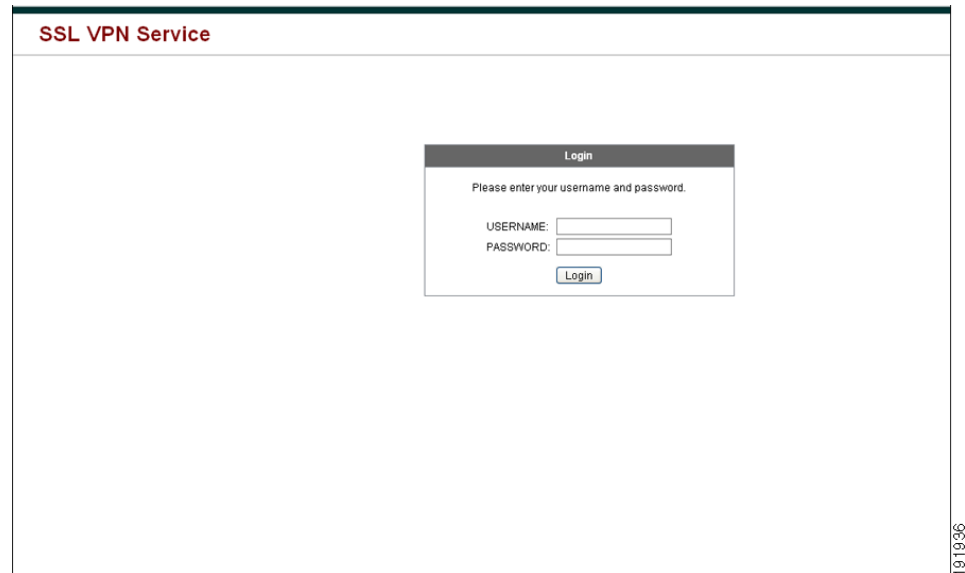 SSL VPN Service
Login
Please enter your username and password.
USERNAME:
PASSWORD:
Login
191936